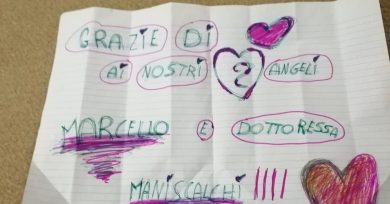 GRAZIE DI
AI NOSTRI 2 ANGELI
MARCELLO E DOTTORESSA
MANISCALCHI !!!!